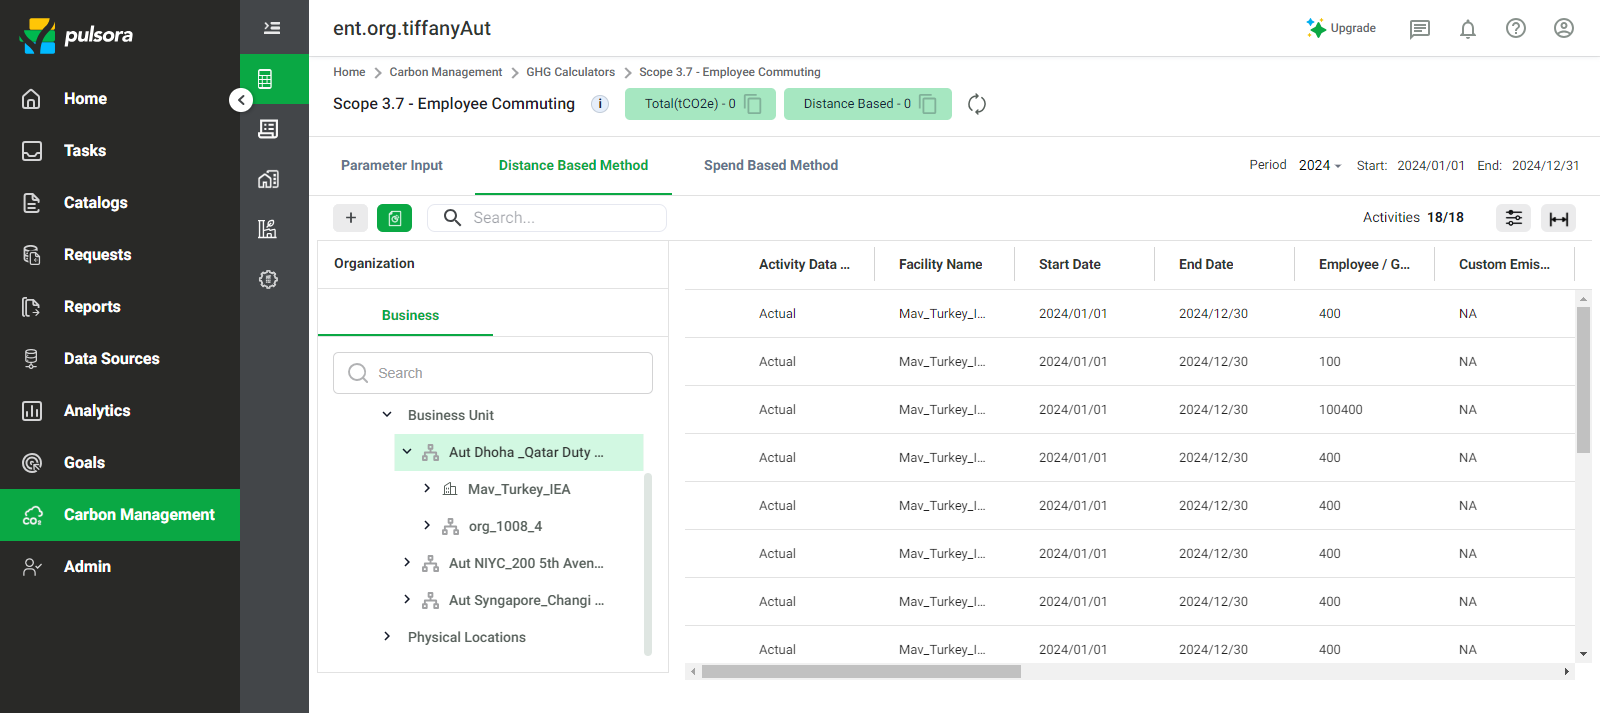 pulsora
Home
Tasks
Catalogs
Requests
Reports
Data Sources
Analytics
Goals
CO₂
Carbon Management
Admin
ent.org.tiffanyAut
Upgrade
Home > Carbon Management > GHG Calculators > Scope 3.7 - Employee Commuting
Scope 3.7 - Employee Commuting i Total(tCO2e) - 0 Distance Based - 0
Parameter Input Distance Based Method Spend Based Method Period 2024 Start: 2024/01/01 End: 2024/12/31
+ Search... Activities 18/18
Organization
Business
Search
Business Unit
Aut Dhoha _Qatar Duty ...
Mav_Turkey_IEA
org_1008_4
Aut NIYC_200 5th Aven...
Aut Syngapore_Changi ...
Physical Locations
Activity Data ... Facility Name Start Date End Date Employee / G... Custom Emis...
Actual Mav_Turkey_I... 2024/01/01 2024/12/30 400 NA
Actual Mav_Turkey_I... 2024/01/01 2024/12/30 100 NA
Actual Mav_Turkey_I... 2024/01/01 2024/12/30 100400 NA
Actual Mav_Turkey_I... 2024/01/01 2024/12/30 400 NA
Actual Mav_Turkey_I... 2024/01/01 2024/12/30 400 NA
Actual Mav_Turkey_I... 2024/01/01 2024/12/30 400 NA
Actual Mav_Turkey_I... 2024/01/01 2024/12/30 400 NA
Actual Mav_Turkey_I... 2024/01/01 2024/12/30 400 NA